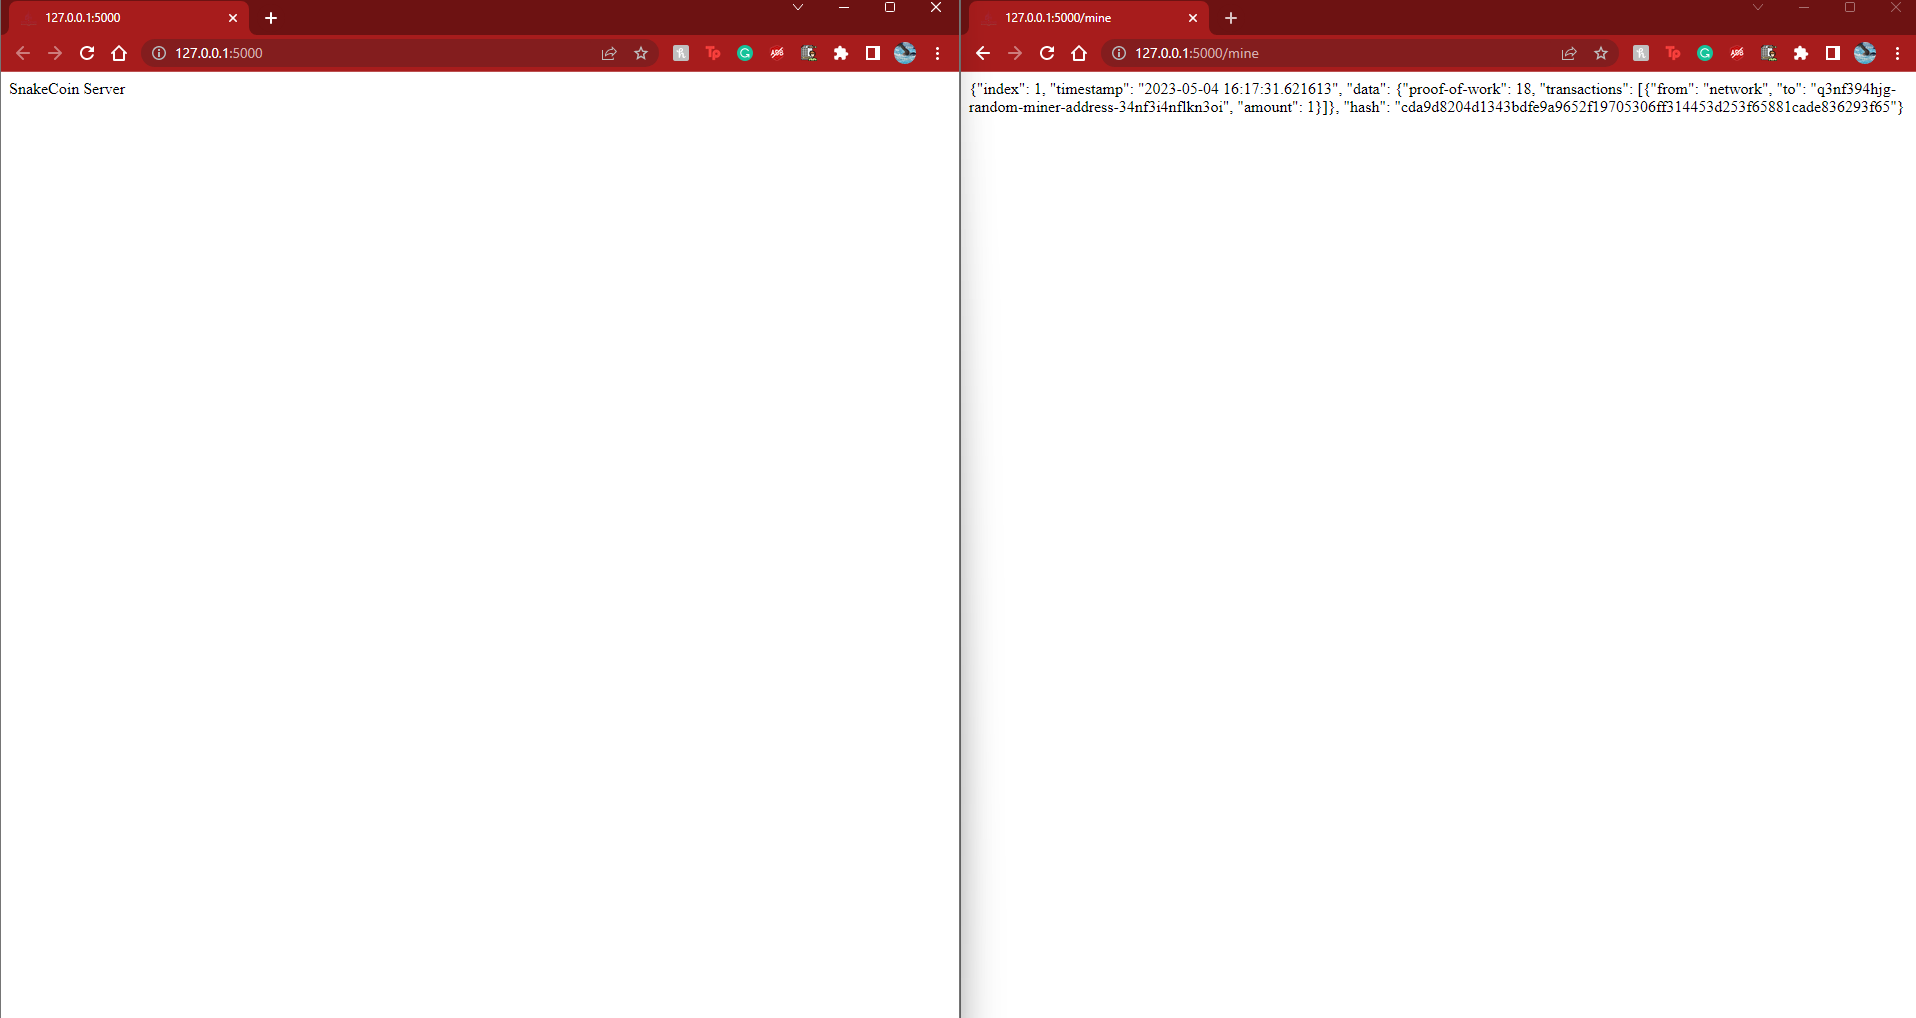 127.0.0.1:5000
127.0.0.1:5000
SnakeCoin Server
127.0.0.1:5000/mine
127.0.0.1:5000/mine
{"index": 1, "timestamp": "2023-05-04 16:17:31.621613", "data": {"proof-of-work": 18, "transactions": [{"from": "network", "to": "q3nf394hjg-
random-miner-address-34nf3i4nflkn3oi", "amount": 1}]}, "hash": "cda9d8204d1343bdfe9a9652f19705306ff314453d253f65881cade836293f65"}